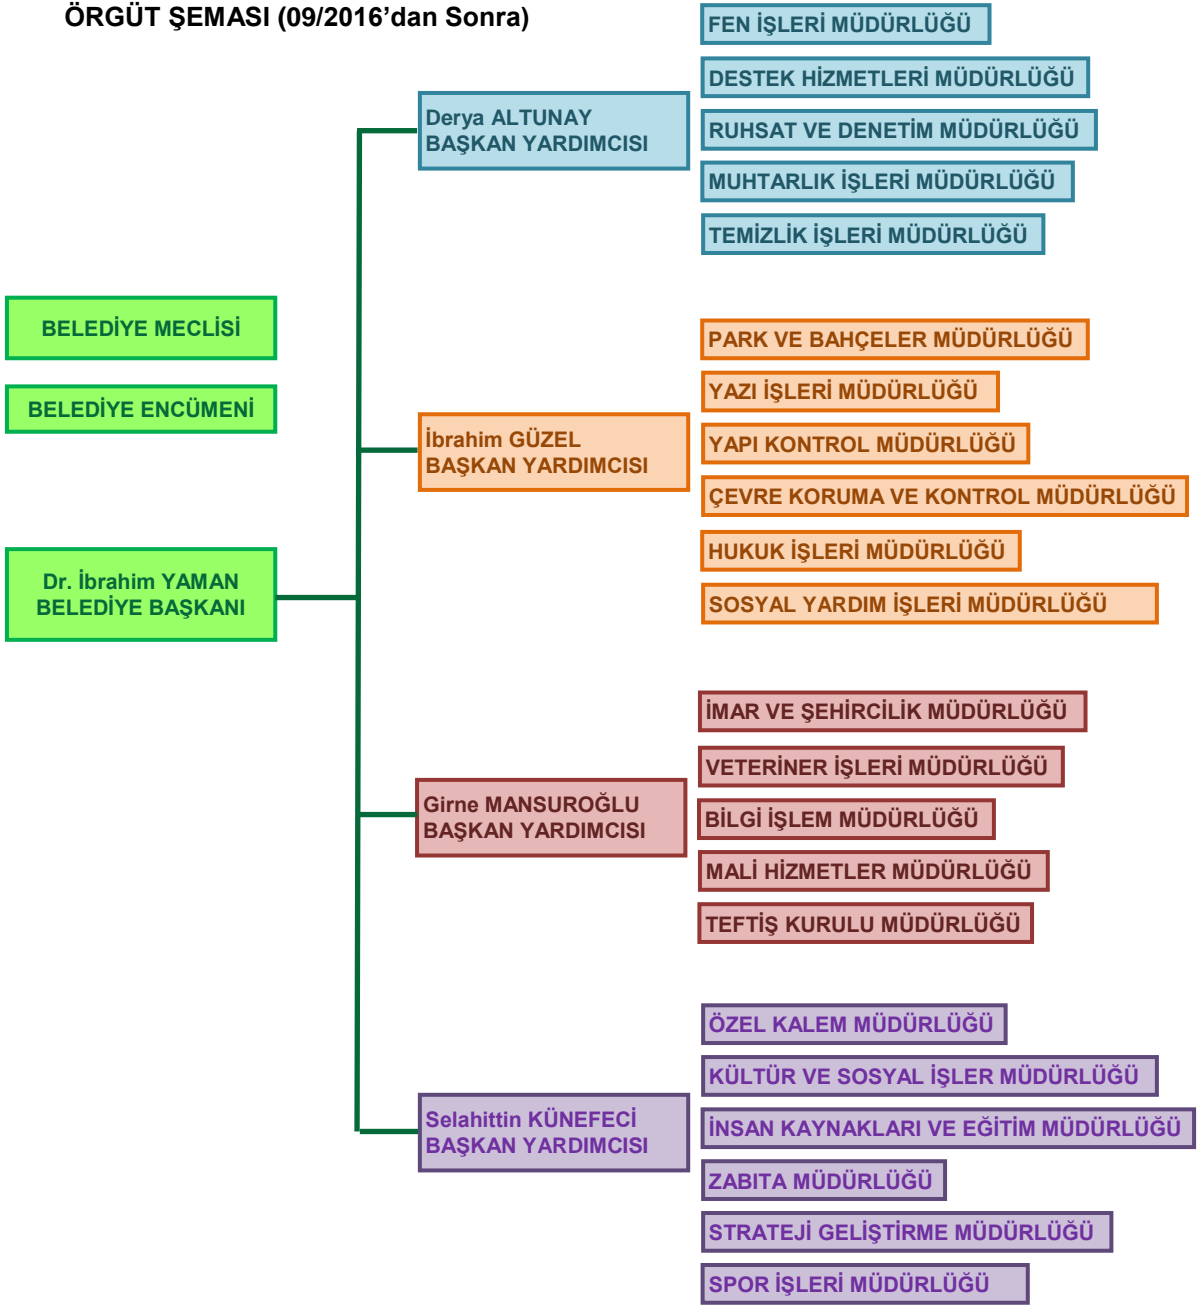 ÖRGÜT ŞEMASI (09/2016’dan Sonra)
BELEDİYE MECLİSİ
BELEDİYE ENCÜMENİ
Dr. İbrahim YAMAN
BELEDİYE BAŞKANI
Derya ALTUNAY
BAŞKAN YARDIMCISI
FEN İŞLERİ MÜDÜRLÜĞÜ
DESTEK HİZMETLERİ MÜDÜRLÜĞÜ
RUHSAT VE DENETİM MÜDÜRLÜĞÜ
MUHTARLIK İŞLERİ MÜDÜRLÜĞÜ
TEMİZLİK İŞLERİ MÜDÜRLÜĞÜ
İbrahim GÜZEL
BAŞKAN YARDIMCISI
PARK VE BAHÇELER MÜDÜRLÜĞÜ
YAZI İŞLERİ MÜDÜRLÜĞÜ
YAPI KONTROL MÜDÜRLÜĞÜ
ÇEVRE KORUMA VE KONTROL MÜDÜRLÜĞÜ
HUKUK İŞLERİ MÜDÜRLÜĞÜ
SOSYAL YARDIM İŞLERİ MÜDÜRLÜĞÜ
Girne MANSUROĞLU
BAŞKAN YARDIMCISI
İMAR VE ŞEHİRCİLİK MÜDÜRLÜĞÜ
VETERİNER İŞLERİ MÜDÜRLÜĞÜ
BİLGİ İŞLEM MÜDÜRLÜĞÜ
MALİ HİZMETLER MÜDÜRLÜĞÜ
TEFTİŞ KURULU MÜDÜRLÜĞÜ
Selahittin KÜNEFECİ
BAŞKAN YARDIMCISI
ÖZEL KALEM MÜDÜRLÜĞÜ
KÜLTÜR VE SOSYAL İŞLER MÜDÜRLÜĞÜ
İNSAN KAYNAKLARI VE EĞİTİM MÜDÜRLÜĞÜ
ZABITA MÜDÜRLÜĞÜ
STRATEJİ GELİŞTİRME MÜDÜRLÜĞÜ
SPOR İŞLERİ MÜDÜRLÜĞÜ